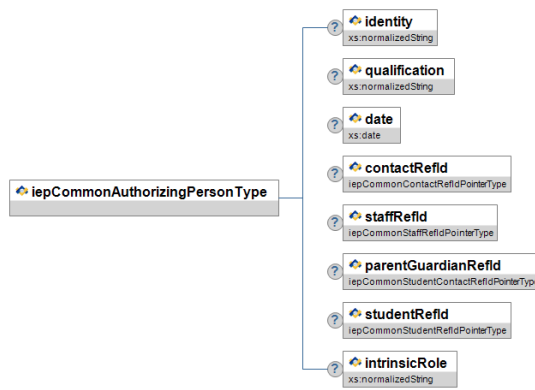 identity
xs:normalizedString
qualification
xs:normalizedString
date
xs:date
iepCommonAuthorizingPersonType
contactRefId
iepCommonContactRefIdPointerType
staffRefId
iepCommonStaffRefIdPointerType
parentGuardianRefId
iepCommonStudentContactRefIdPointerType
studentRefId
iepCommonStudentRefIdPointerType
intrinsicRole
xs:normalizedString